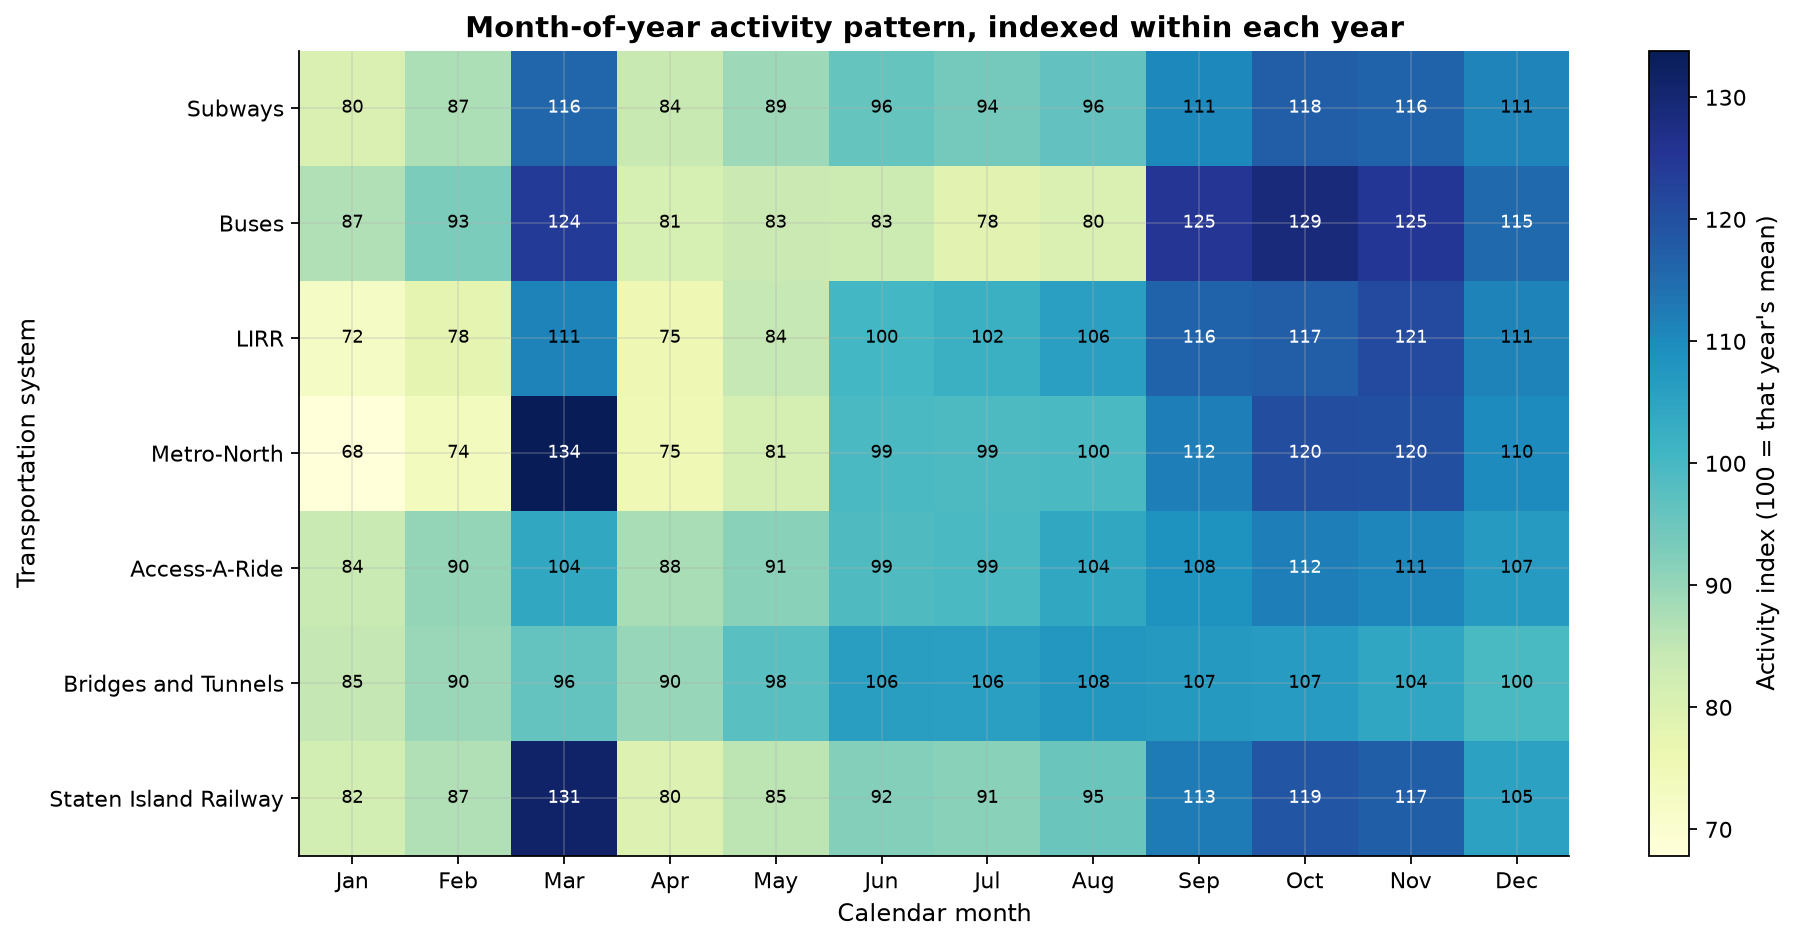 Month-of-year activity pattern, indexed within each year
Transportation system
Subways 80 87 116 84 89 96 94 96 111 118 116 111
Buses 87 93 124 81 83 83 78 80 125 129 125 115
LIRR 72 78 111 75 84 100 102 106 116 117 121 111
Metro-North 68 74 134 75 81 99 99 100 112 120 120 110
Access-A-Ride 84 90 104 88 91 99 99 104 108 112 111 107
Bridges and Tunnels 85 90 96 90 98 106 106 108 107 107 104 100
Staten Island Railway 82 87 131 80 85 92 91 95 113 119 117 105
Jan Feb Mar Apr May Jun Jul Aug Sep Oct Nov Dec
Calendar month
130
120
110
100
90
80
70
Activity index (100 = that year's mean)